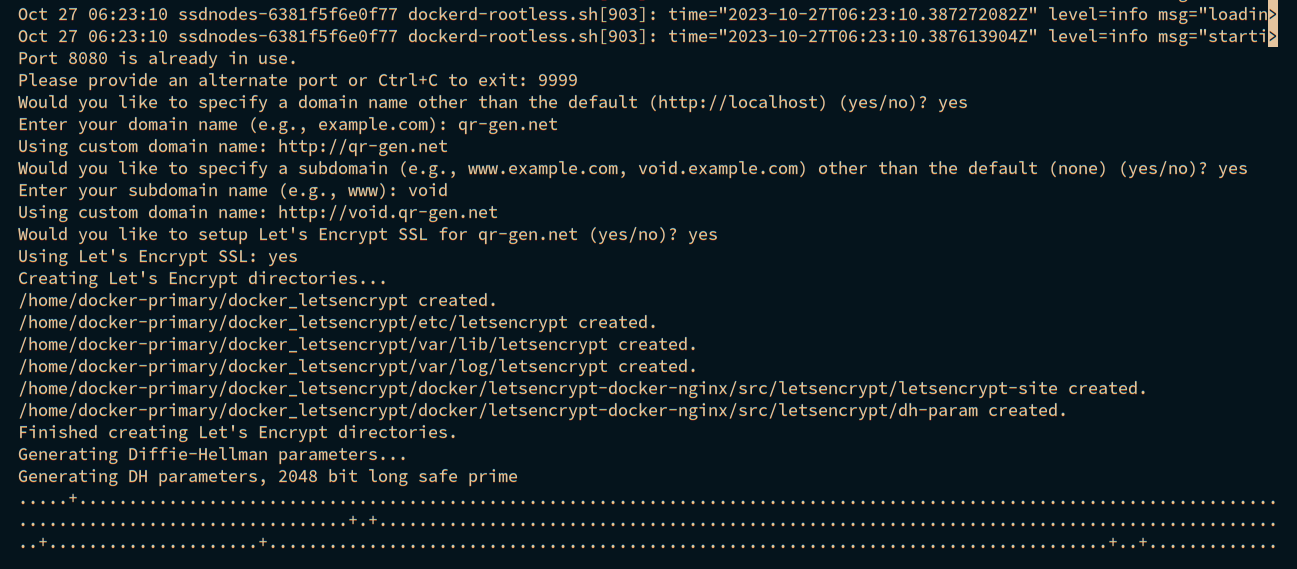 Oct 27 06:23:10 ssdnodes-6381f5f6e0f77 dockerd-rootless.sh[903]: time="2023-10-27T06:23:10.387272082Z" level=info msg="loadin>
Oct 27 06:23:10 ssdnodes-6381f5f6e0f77 dockerd-rootless.sh[903]: time="2023-10-27T06:23:10.387613904Z" level=info msg="starti>
Port 8080 is already in use.
Please provide an alternate port or Ctrl+C to exit: 9999
Would you like to specify a domain name other than the default (http://localhost) (yes/no)? yes
Enter your domain name (e.g., example.com): qr-gen.net
Using custom domain name: http://qr-gen.net
Would you like to specify a subdomain (e.g., www.example.com, void.example.com) other than the default (none) (yes/no)? yes
Enter your subdomain name (e.g., www): void
Using custom domain name: http://void.qr-gen.net
Would you like to setup Let's Encrypt SSL for qr-gen.net (yes/no)? yes
Using Let's Encrypt SSL: yes
Creating Let's Encrypt directories...
/home/docker-primary/docker_letsencrypt created.
/home/docker-primary/docker_letsencrypt/etc/letsencrypt created.
/home/docker-primary/docker_letsencrypt/var/lib/letsencrypt created.
/home/docker-primary/docker_letsencrypt/var/log/letsencrypt created.
/home/docker-primary/docker_letsencrypt/docker/letsencrypt-docker-nginx/src/letsencrypt/letsencrypt-site created.
/home/docker-primary/docker_letsencrypt/docker/letsencrypt-docker-nginx/src/letsencrypt/dh-param created.
Finished creating Let's Encrypt directories.
Generating Diffie-Hellman parameters...
Generating DH parameters, 2048 bit long safe prime
.....+........................................................................................................................
.................................+.+..........................................................................................
..+.....................+....................................................................................+..+.............